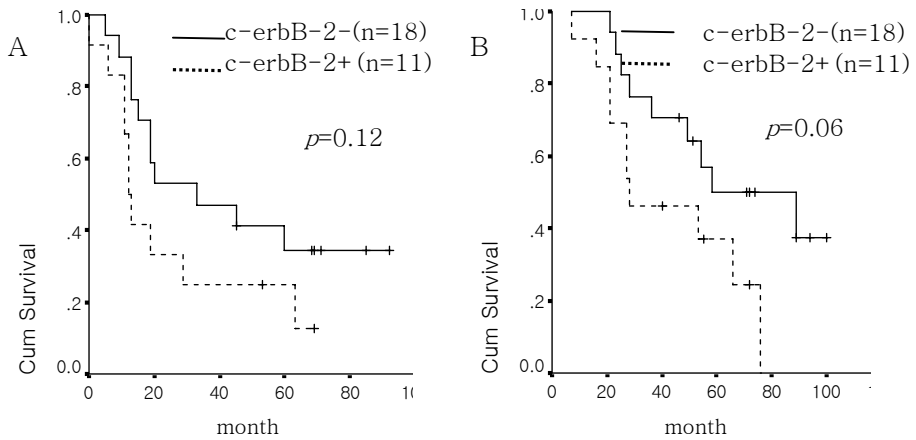 A
c-erbB-2-(n=18)
c-erbB-2+(n=11)
p=0.12
Cum Survival
1.0
.8
.6
.4
.2
0.0
0
20
40
60
80
month
B
c-erbB-2-(n=18)
c-erbB-2+(n=11)
p=0.06
Cum Survival
1.0
.8
.6
.4
.2
0.0
0
20
40
60
80
100
month